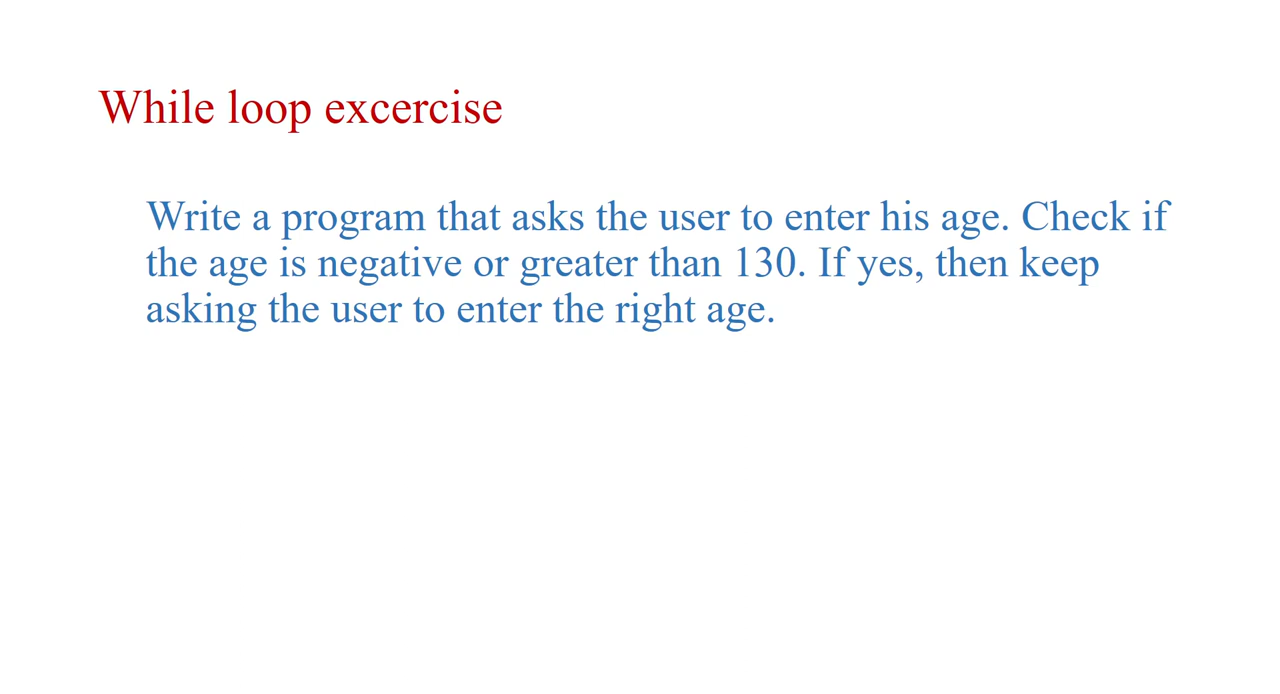 While loop excercise
Write a program that asks the user to enter his age. Check if
the age is negative or greater than 130. If yes, then keep
asking the user to enter the right age.